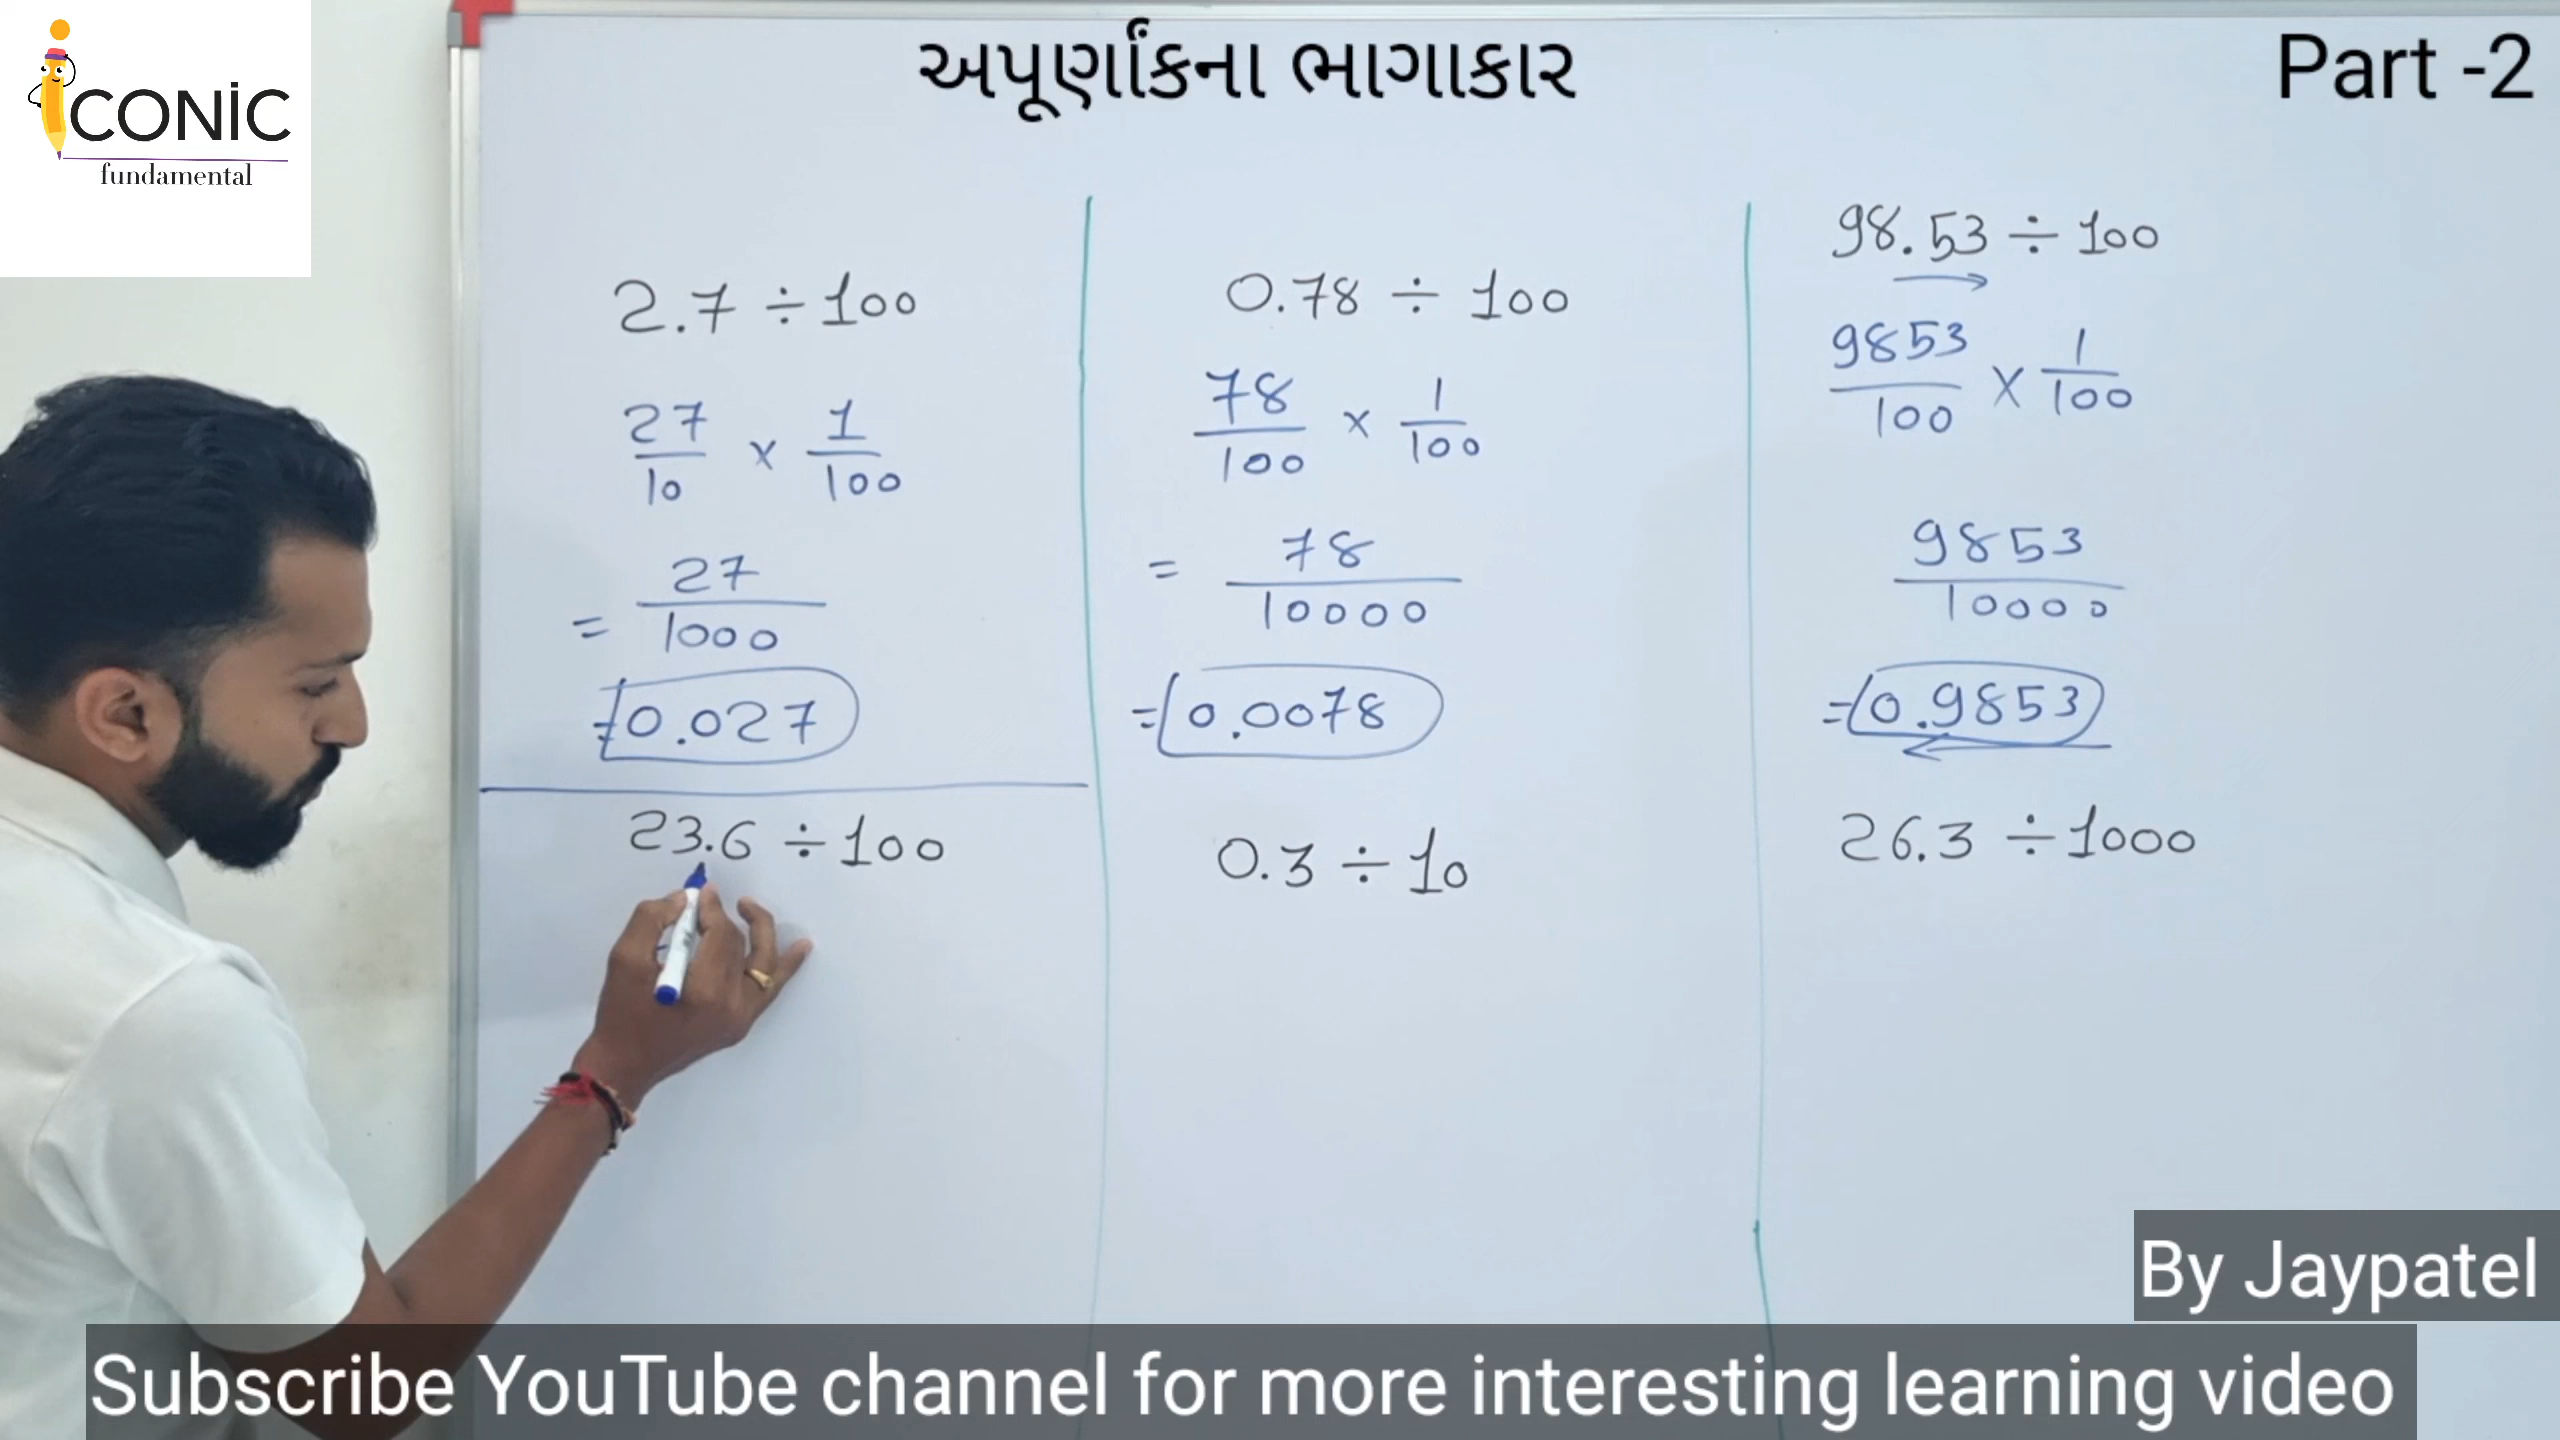 iCONiC
fundamental
અપૂર્ણાંકના ભાગાકાર
Part -2
2.7 ÷ 100
27/10 × 1/100
= 27/1000
= 0.027
23.6 ÷ 100
0.78 ÷ 100
78/100 × 1/100
= 78/10000
= 0.0078
0.3 ÷ 10
98.53 ÷ 100
9853/100 × 1/100
9853/10000
= 0.9853
26.3 ÷ 1000
By Jaypatel
Subscribe YouTube channel for more interesting learning video